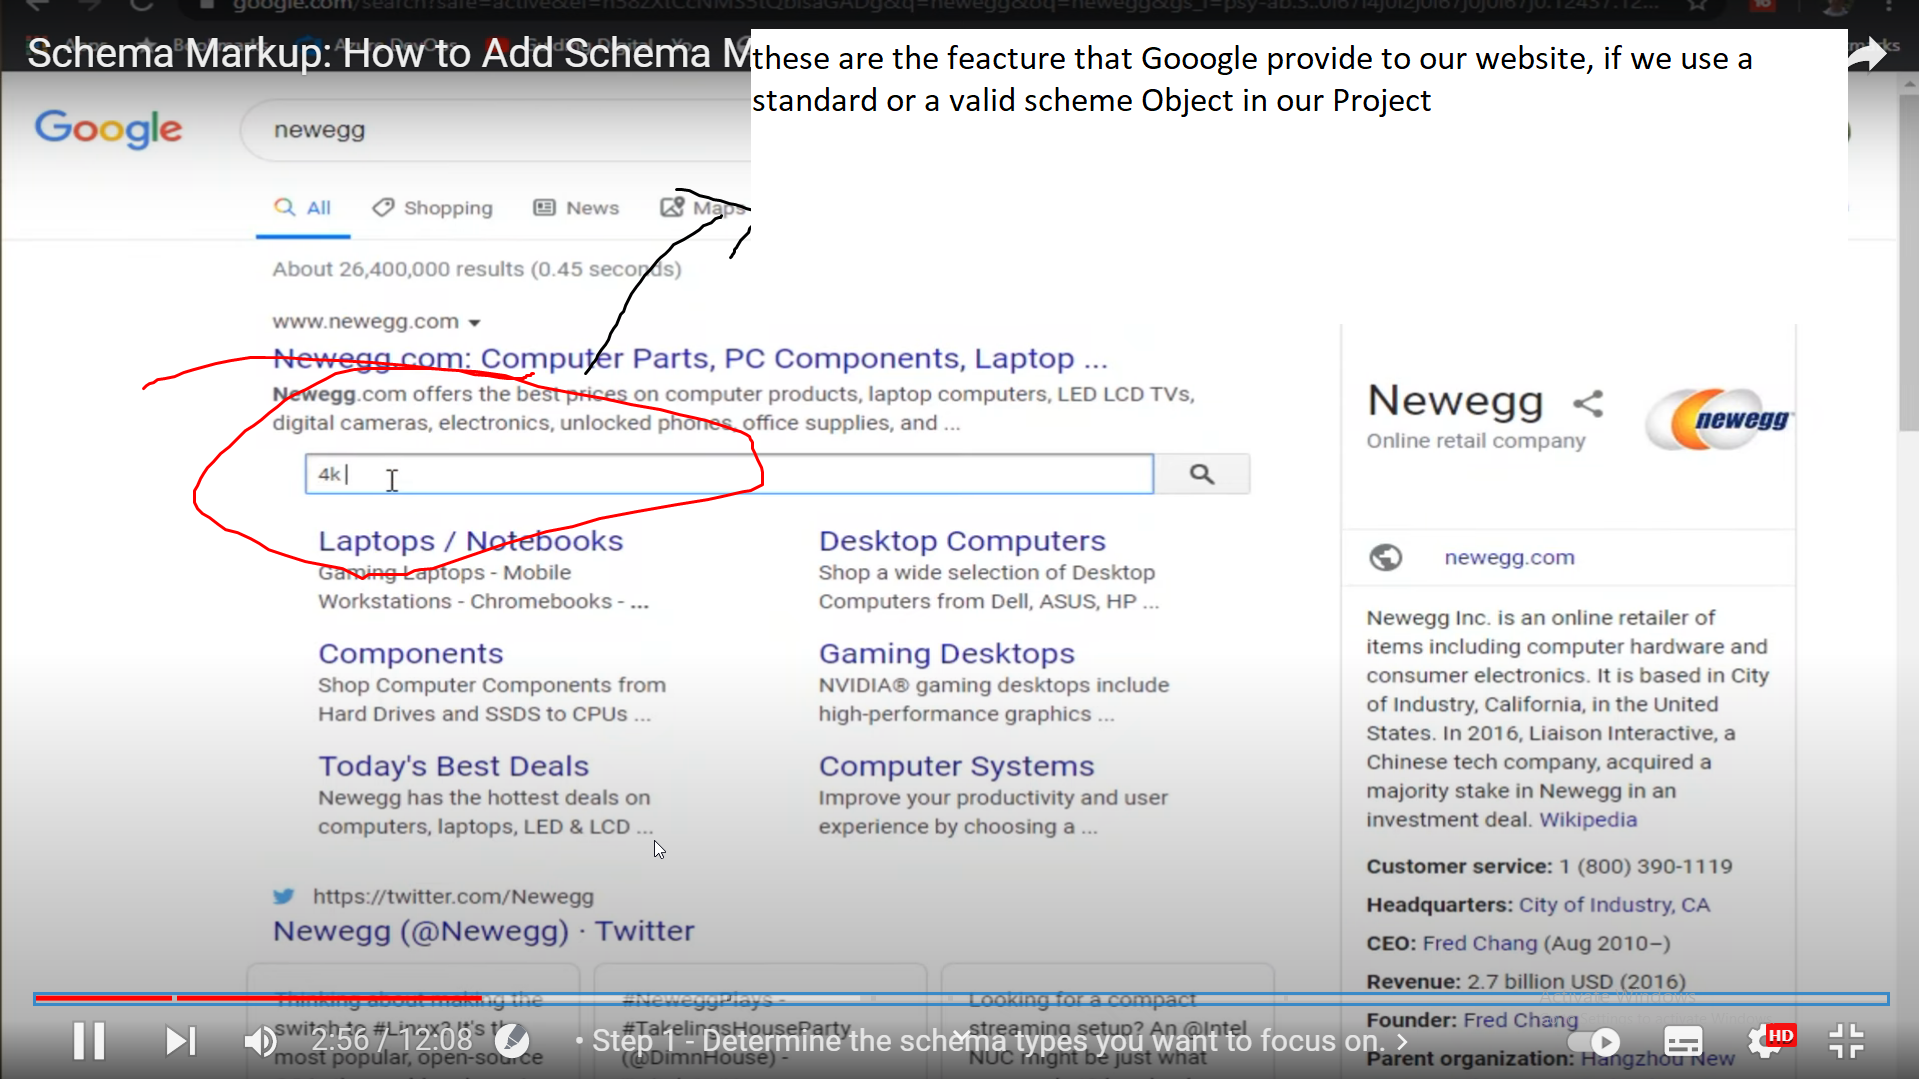 google.com/search?safe=active&ei=
Schema Markup: How to Add Schema M
these are the feacture that Gooogle provide to our website, if we use a
standard or a valid scheme Object in our Project
Google
newegg
All Shopping News Maps
About 26,400,000 results (0.45 seconds)
www.newegg.com
Newegg.com: Computer Parts, PC Components, Laptop ...
Newegg.com offers the best prices on computer products, laptop computers, LED LCD TVs,
digital cameras, electronics, unlocked phones, office supplies, and ...
4k
Laptops / Notebooks
Gaming Laptops - Mobile
Workstations - Chromebooks - ...
Desktop Computers
Shop a wide selection of Desktop
Computers from Dell, ASUS, HP ...
Components
Shop Computer Components from
Hard Drives and SSDS to CPUs ...
Gaming Desktops
NVIDIA® gaming desktops include
high-performance graphics ...
Today's Best Deals
Newegg has the hottest deals on
computers, laptops, LED & LCD ...
Computer Systems
Improve your productivity and user
experience by choosing a ...
https://twitter.com/Newegg
Newegg (@Newegg) · Twitter
Thinking about making the
switch to #Linux? It's
most popular, open-source
#NeweggPlays -
#TakelingsHouseParty
(@DimnHouse) -
Looking for a compact
streaming setup? An @Intel
NUC might be just what
Newegg
Online retail company
newegg
newegg.com
Newegg Inc. is an online retailer of
items including computer hardware and
consumer electronics. It is based in City
of Industry, California, in the United
States. In 2016, Liaison Interactive, a
Chinese tech company, acquired a
majority stake in Newegg in an
investment deal. Wikipedia
Customer service: 1 (800) 390-1119
Headquarters: City of Industry, CA
CEO: Fred Chang (Aug 2010–)
Revenue: 2.7 billion USD (2016)
Founder: Fred Chang
Parent organization: Hangzhou New
Activate Windows
2:56 / 12:08 • Step 1 - Determine the schema types you want to focus on. HD